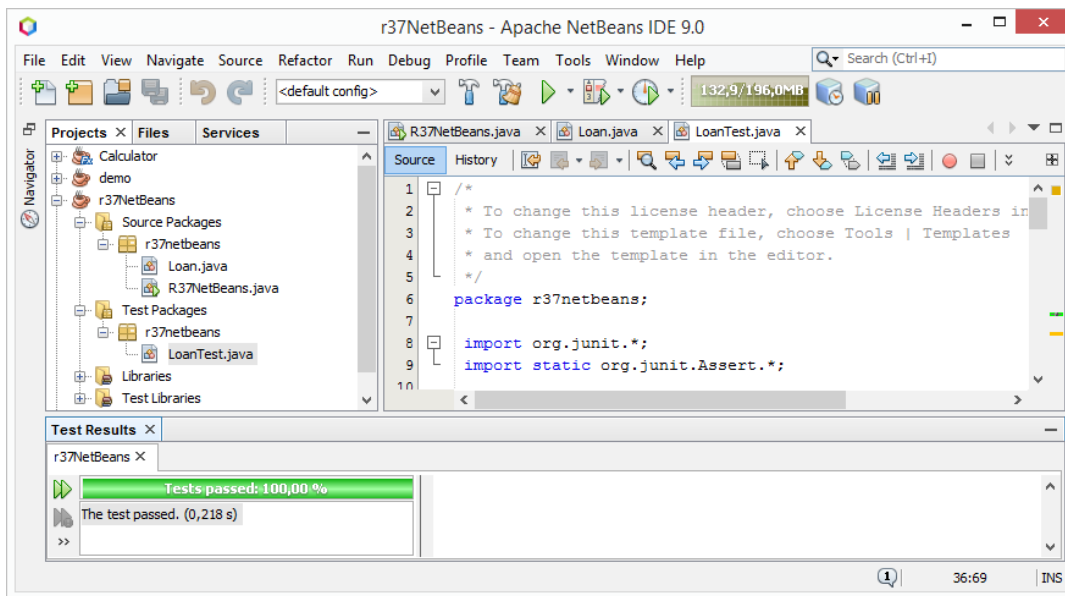 r37NetBeans - Apache NetBeans IDE 9.0
File Edit View Navigate Source Refactor Run Debug Profile Team Tools Window Help
Search (Ctrl+I)
<default config>
132,9/196,0MB
Navigator
Projects Files Services
Calculator
demo
r37NetBeans
Source Packages
r37netbeans
Loan.java
R37NetBeans.java
Test Packages
r37netbeans
LoanTest.java
Libraries
Test Libraries
R37NetBeans.java Loan.java LoanTest.java
Source History
1 /*
2 * To change this license header, choose License Headers in
3 * To change this template file, choose Tools | Templates
4 * and open the template in the editor.
5 */
6 package r37netbeans;
7
8 import org.junit.*;
9 import static org.junit.Assert.*;
10
Test Results
r37NetBeans
Tests passed: 100,00 %
The test passed. (0,218 s)
1 36:69 INS